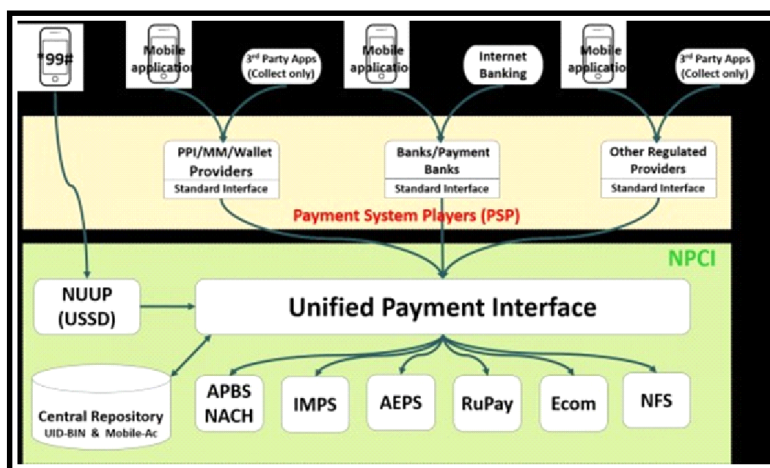 *99#
Mobile
application
3rd Party Apps
(Collect only)
Mobile
application
Internet
Banking
Mobile
application
3rd Party Apps
(Collect only)
PPI/MM/Wallet
Providers
Standard Interface
Banks/Payment
Banks
Standard Interface
Other Regulated
Providers
Standard Interface
Payment System Players (PSP)
NPCI
NUUP
(USSD)
Unified Payment Interface
Central Repository
UID-BIN & Mobile-Ac
APBS
NACH
IMPS
AEPS
RuPay
Ecom
NFS